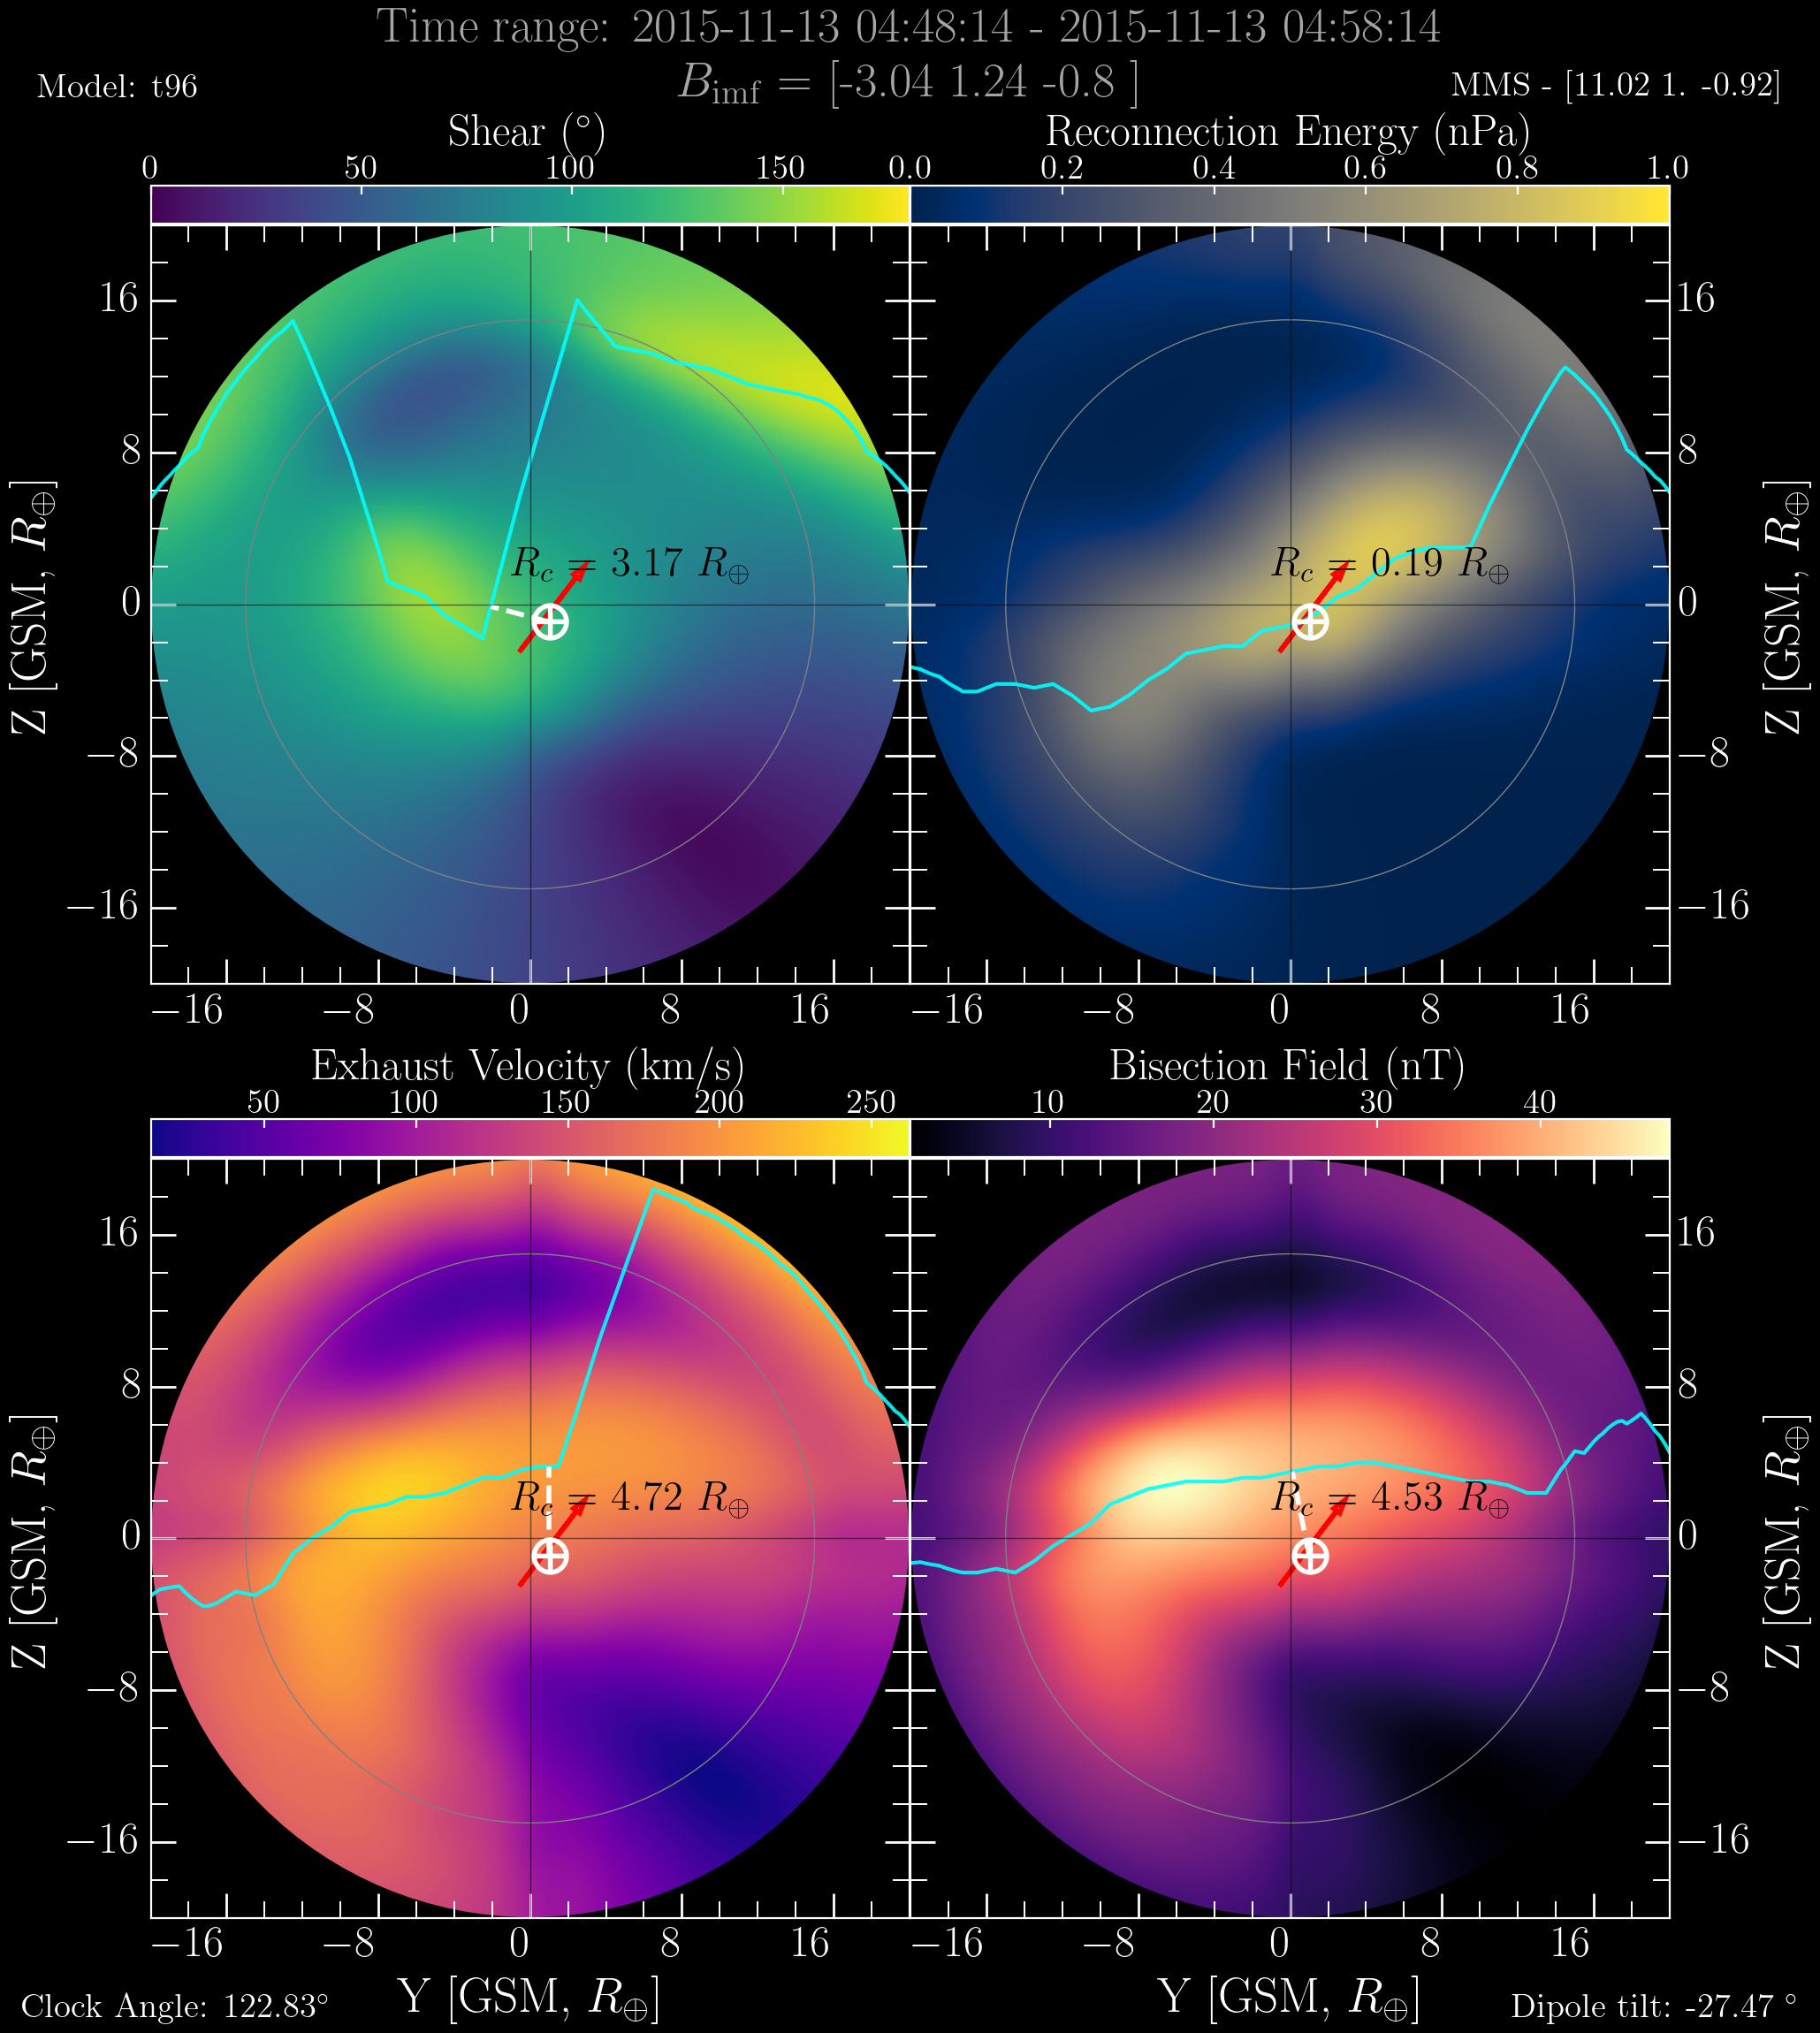 Time range: 2015-11-13 04:48:14 - 2015-11-13 04:58:14
Model: t96
B_imf = [-3.04 1.24 -0.8 ]
MMS - [11.02 1. -0.92]
Shear (°)
Reconnection Energy (nPa)
0 50 100 150
0.0 0.2 0.4 0.6 0.8 1.0
16 8 0 −8 −16
Z [GSM, R⊕]
R_c = 3.17 R⊕
R_c = 0.19 R⊕
16 8 0 −8 −16
Z [GSM, R⊕]
−16 −8 0 8 16
−16 −8 0 8 16
Exhaust Velocity (km/s)
Bisection Field (nT)
50 100 150 200 250
10 20 30 40
16 8 0 −8 −16
Z [GSM, R⊕]
R_c = 4.72 R⊕
R_c = 4.53 R⊕
16 8 0 −8 −16
Z [GSM, R⊕]
−16 −8 0 8 16
−16 −8 0 8 16
Y [GSM, R⊕]
Y [GSM, R⊕]
Clock Angle: 122.83°
Dipole tilt: -27.47 °